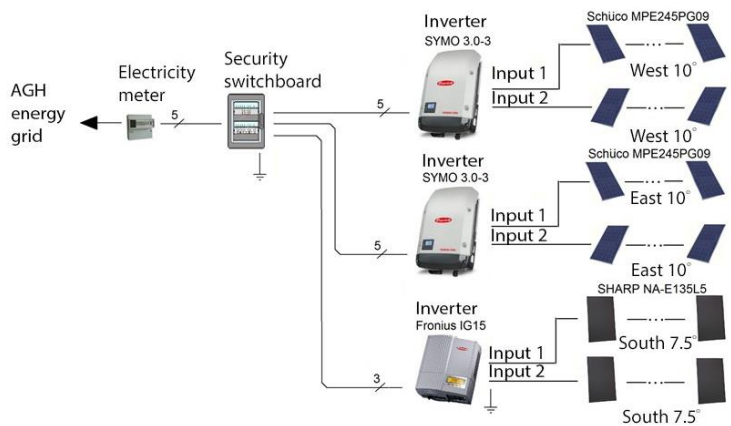 AGH
energy
grid
Electricity
meter
5
Security
switchboard
Inverter
SYMO 3.0-3
5
Input 1
Input 2
Schüco MPE245PG09
West 10°
West 10°
Inverter
SYMO 3.0-3
5
Input 1
Input 2
Schüco MPE245PG09
East 10°
East 10°
Inverter
Fronius IG15
3
Input 1
Input 2
SHARP NA-E135L5
South 7.5°
South 7.5°